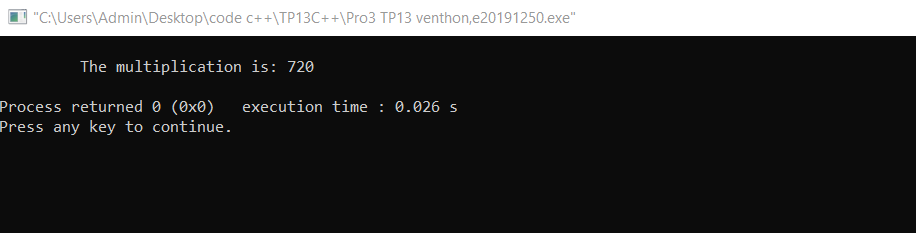 "C:\Users\Admin\Desktop\code c++\TP13C++\Pro3 TP13 venthon,e20191250.exe"
The multiplication is: 720
Process returned 0 (0x0)   execution time : 0.026 s
Press any key to continue.